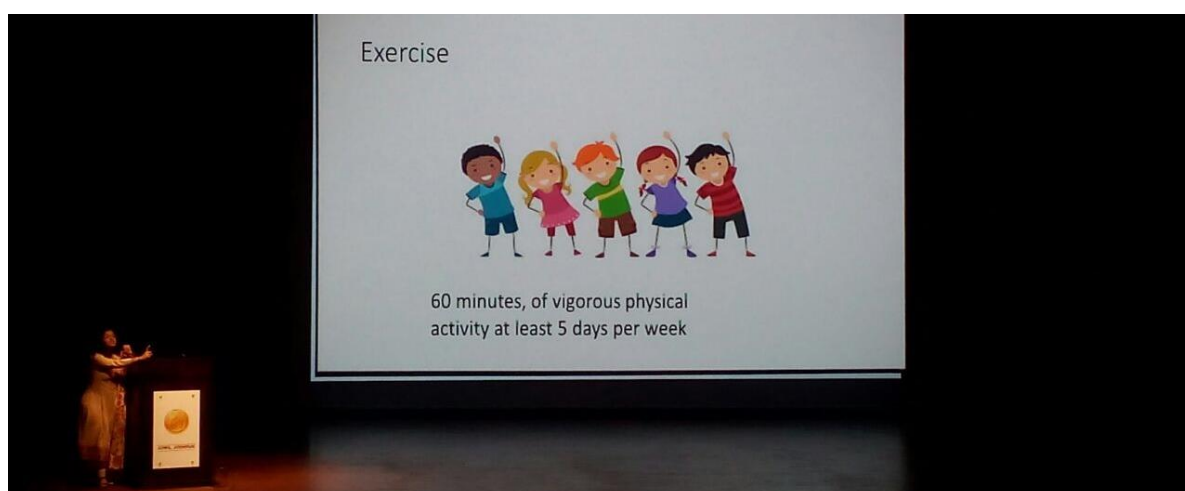 Exercise
60 minutes, of vigorous physical
activity at least 5 days per week